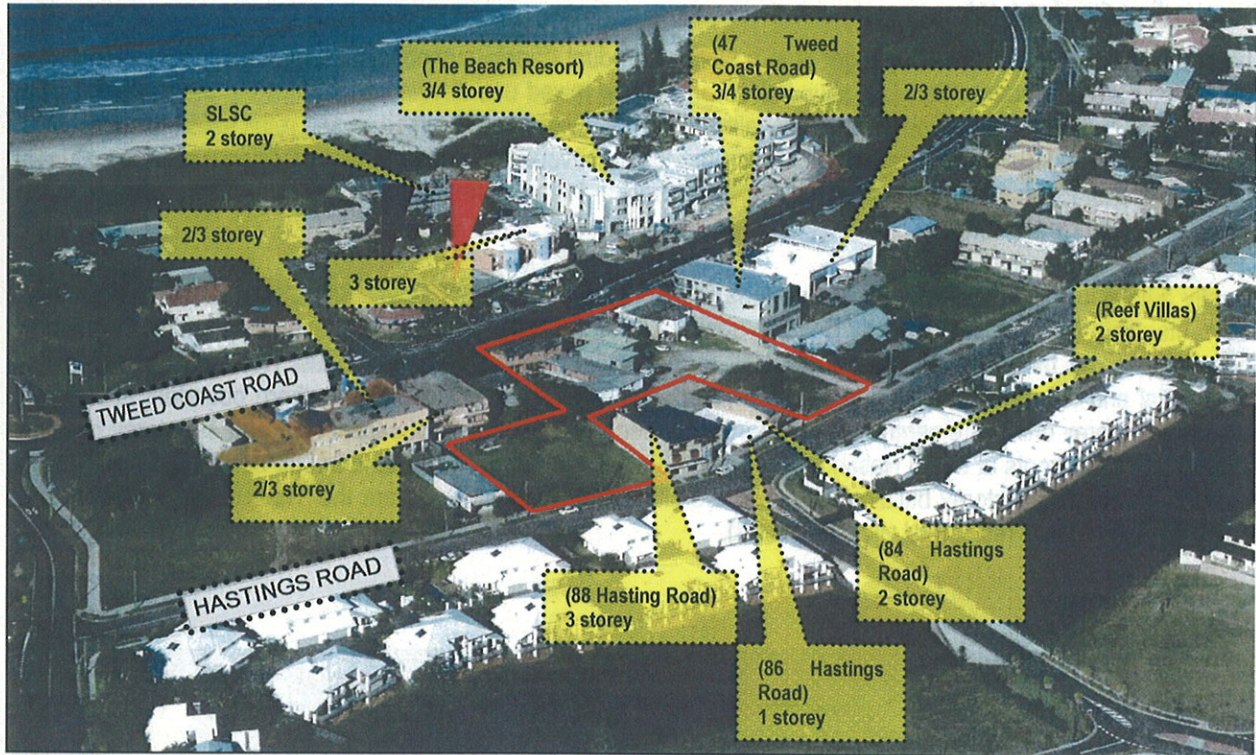 (The Beach Resort)
3/4 storey
(47 Tweed
Coast Road)
3/4 storey
2/3 storey
SLSC
2 storey
2/3 storey
3 storey
(Reef Villas)
2 storey
TWEED COAST ROAD
2/3 storey
HASTINGS ROAD
(88 Hasting Road)
3 storey
(84 Hastings
Road)
2 storey
(86 Hastings
Road)
1 storey